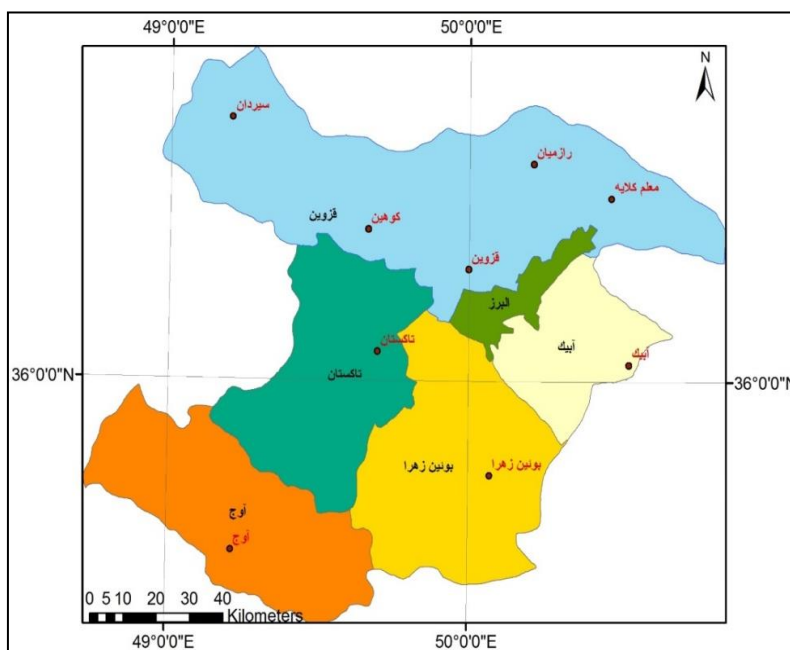 49°0'0"E
50°0'0"E
N
سیردان
رازمیان
معلم کلایه
قزوین
کوهین
قزوین
البرز
تاکستان
آبیك
آبیك
36°0'0"N
36°0'0"N
تاکستان
بوئین زهرا
بوئین زهرا
آوج
آوج
0 5 10 20 30 40
Kilometers
49°0'0"E
50°0'0"E